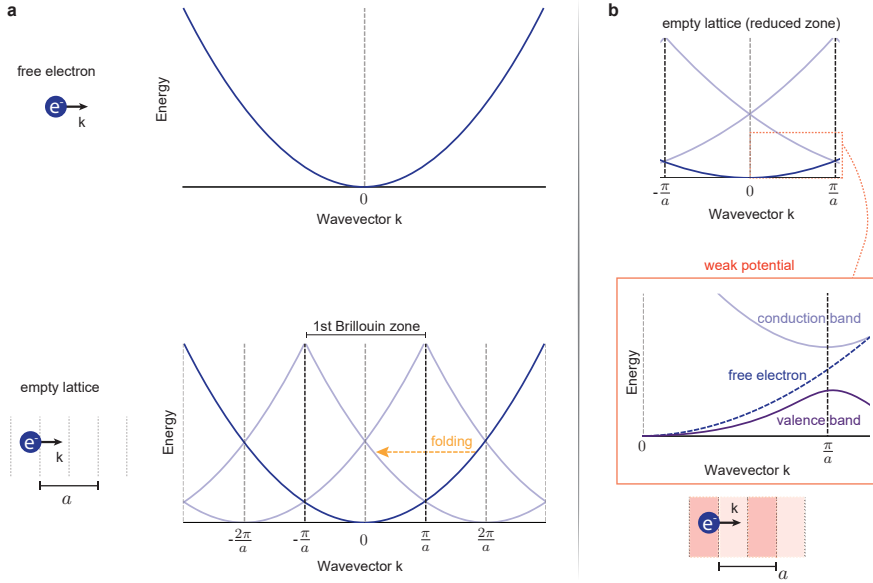 a
free electron
e⁻
k
Energy
0
Wavevector k
1st Brillouin zone
empty lattice
e⁻
k
a
Energy
folding
-2π/a
-π/a
0
π/a
2π/a
Wavevector k
b
empty lattice (reduced zone)
-π/a
0
π/a
Wavevector k
weak potential
conduction band
free electron
valence band
Energy
0
π/a
Wavevector k
e⁻
k
a